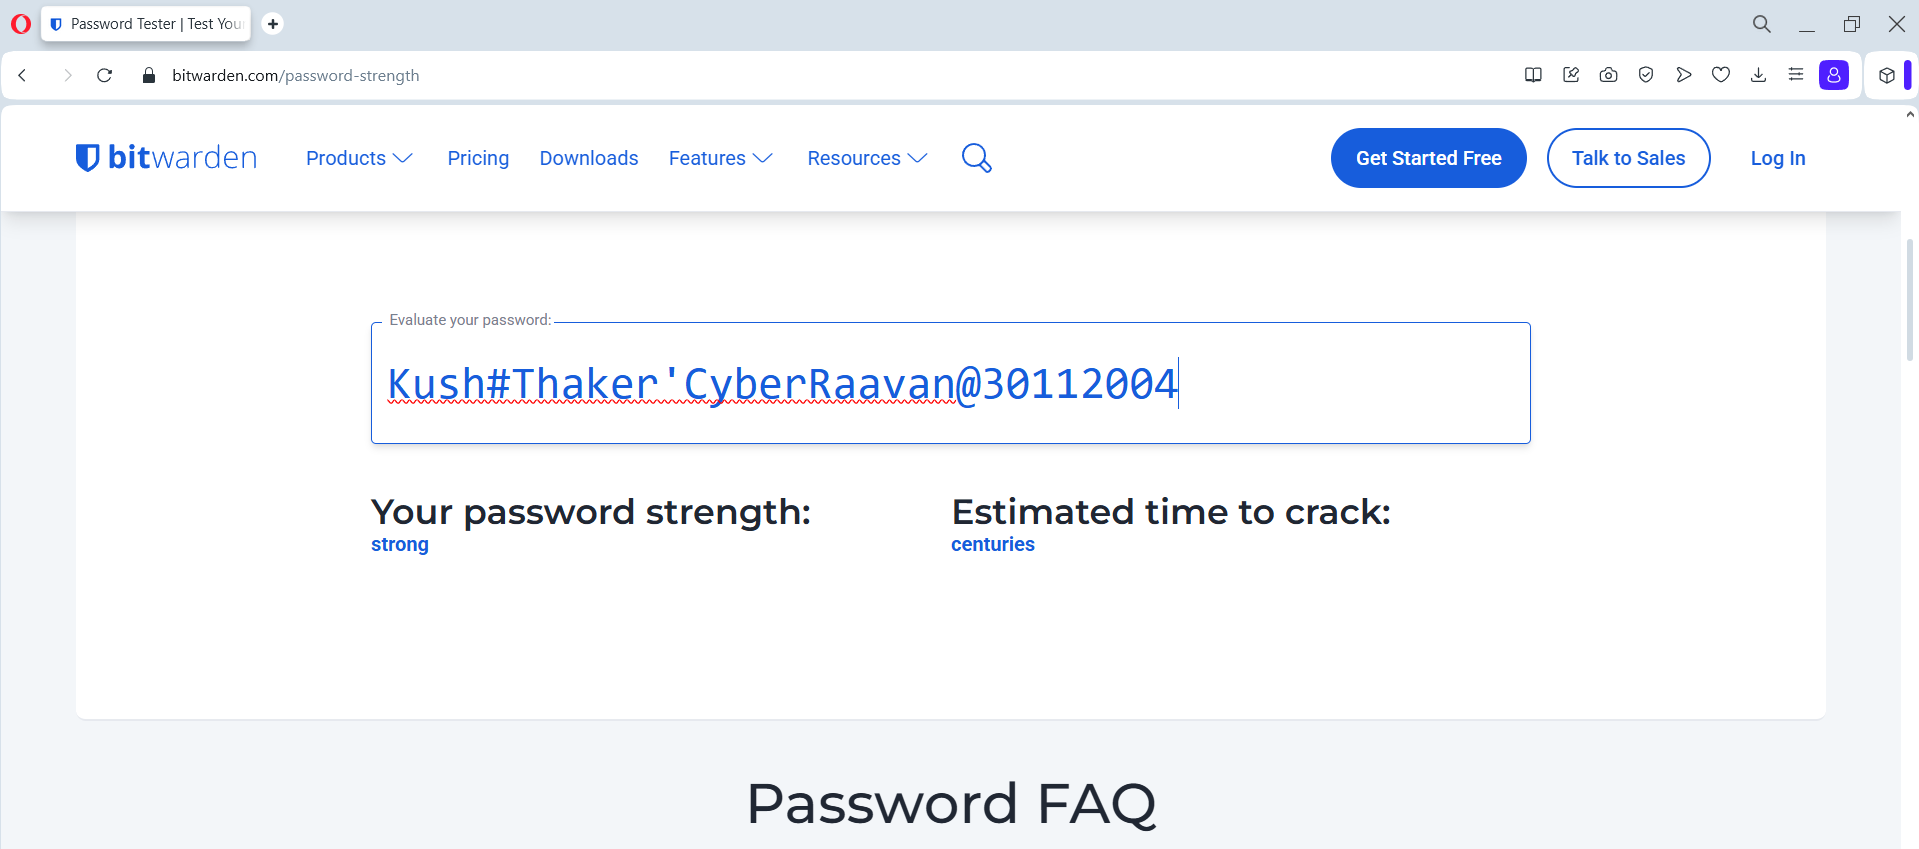 Password Tester | Test You
bitwarden.com/password-strength
bitwarden Products Pricing Downloads Features Resources Get Started Free Talk to Sales Log In
Evaluate your password:
Kush#Thaker'CyberRaavan@30112004
Your password strength: Estimated time to crack:
strong centuries
Password FAQ